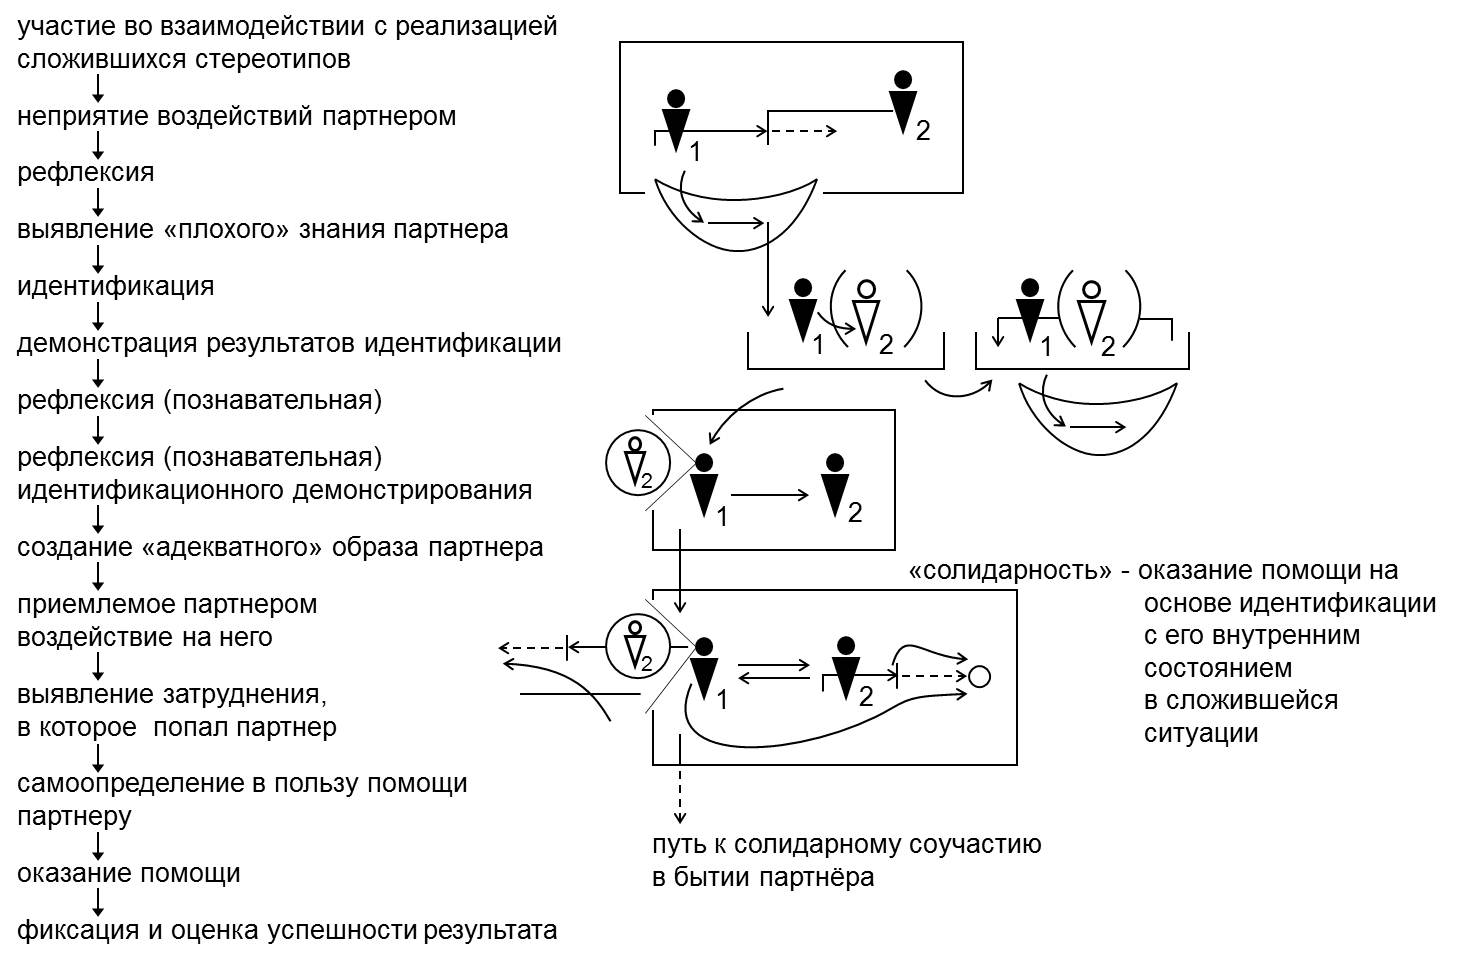 участие во взаимодействии с реализацией
сложившихся стереотипов
неприятие воздействий партнером
рефлексия
выявление «плохого» знания партнера
идентификация
демонстрация результатов идентификации
рефлексия (познавательная)
рефлексия (познавательная)
идентификационного демонстрирования
создание «адекватного» образа партнера
приемлемое партнером
воздействие на него
выявление затруднения,
в которое попал партнер
самоопределение в пользу помощи
партнеру
оказание помощи
фиксация и оценка успешности результата
1
2
1
2
1
2
2
1
2
«солидарность» - оказание помощи на
основе идентификации
с его внутренним
состоянием
в сложившейся
ситуации
2
1
2
путь к солидарному соучастию
в бытии партнёра